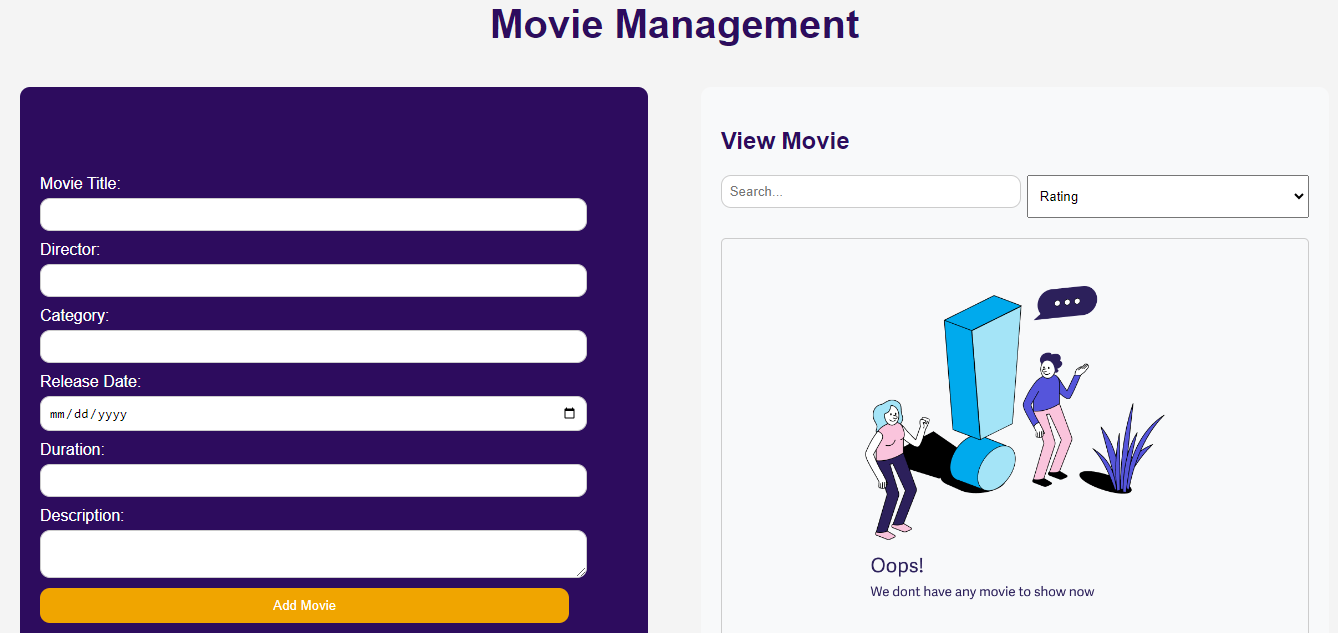 Movie Management
Movie Title:
Director:
Category:
Release Date:
mm/dd/yyyy
Duration:
Description:
Add Movie
View Movie
Search...
Rating
Oops!
We dont have any movie to show now